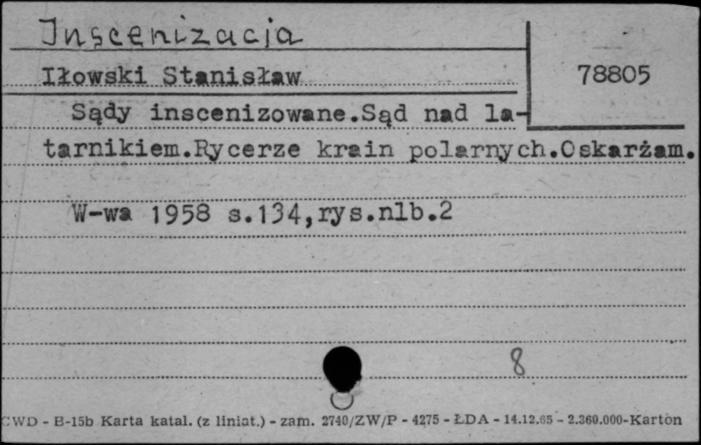 Inscenizacja
Iłowski Stanisław
78805
Sądy inscenizowane.Sąd nad la-
tarnikiem.Rycerze krain polarnych.Oskarżam.
W-wa 1958 s.134,rys.nlb.2
8
CWD - B-15b Karta katal. (z liniat.) - zam. 2740/ZW/P - 4275 - ŁDA - 14.12.65 - 2.360.000-Karton